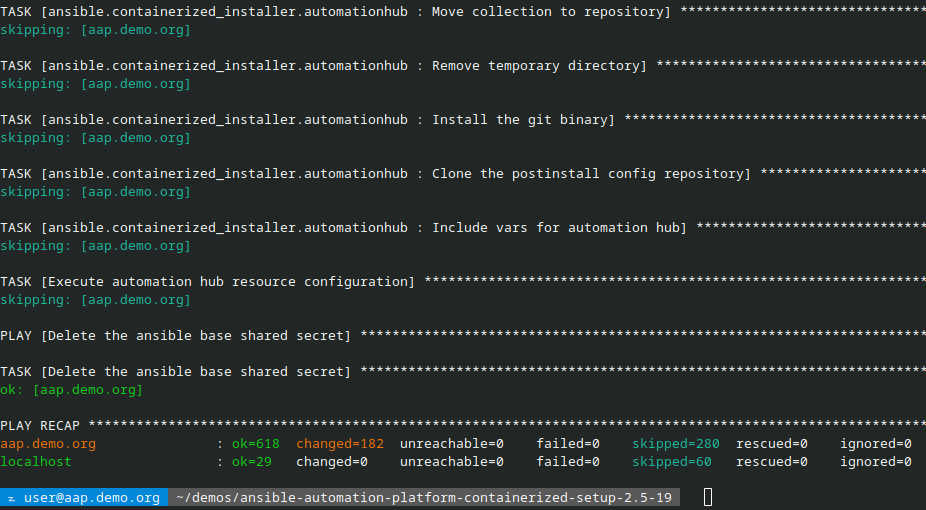 TASK [ansible.containerized_installer.automationhub : Move collection to repository] *******************************
skipping: [aap.demo.org]
TASK [ansible.containerized_installer.automationhub : Remove temporary directory] **********************************
skipping: [aap.demo.org]
TASK [ansible.containerized_installer.automationhub : Install the git binary] **************************************
skipping: [aap.demo.org]
TASK [ansible.containerized_installer.automationhub : Clone the postinstall config repository] *********************
skipping: [aap.demo.org]
TASK [ansible.containerized_installer.automationhub : Include vars for automation hub] *****************************
skipping: [aap.demo.org]
TASK [Execute automation hub resource configuration] ***************************************************************
skipping: [aap.demo.org]
PLAY [Delete the ansible base shared secret] ***********************************************************************
TASK [Delete the ansible base shared secret] ***********************************************************************
ok: [aap.demo.org]
PLAY RECAP *********************************************************************************************************
aap.demo.org : ok=618 changed=182 unreachable=0 failed=0 skipped=280 rescued=0 ignored=0
localhost : ok=29 changed=0 unreachable=0 failed=0 skipped=60 rescued=0 ignored=0
user@aap.demo.org ~/demos/ansible-automation-platform-containerized-setup-2.5-19